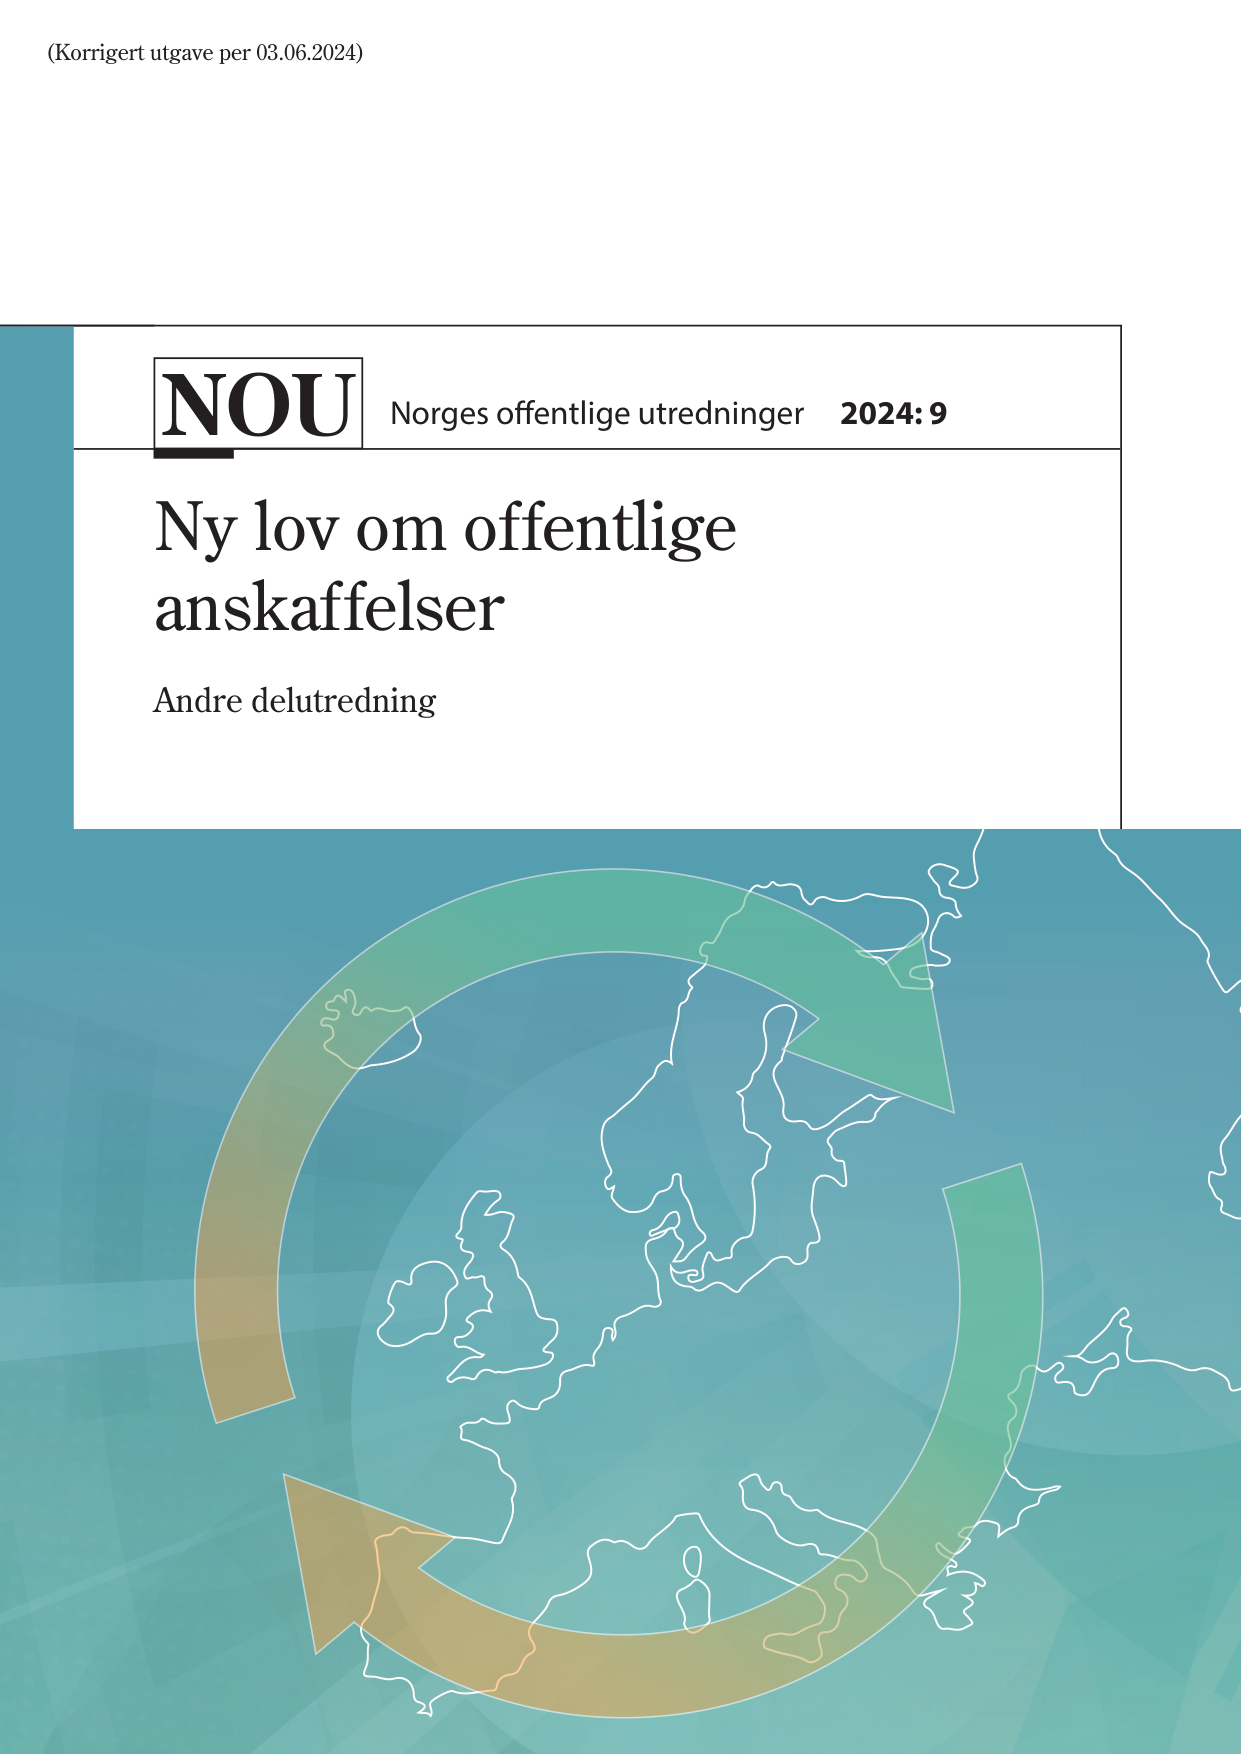 (Korrigert utgave per 03.06.2024)
NOU Norges offentlige utredninger 2024: 9
Ny lov om offentlige
anskaffelser
Andre delutredning